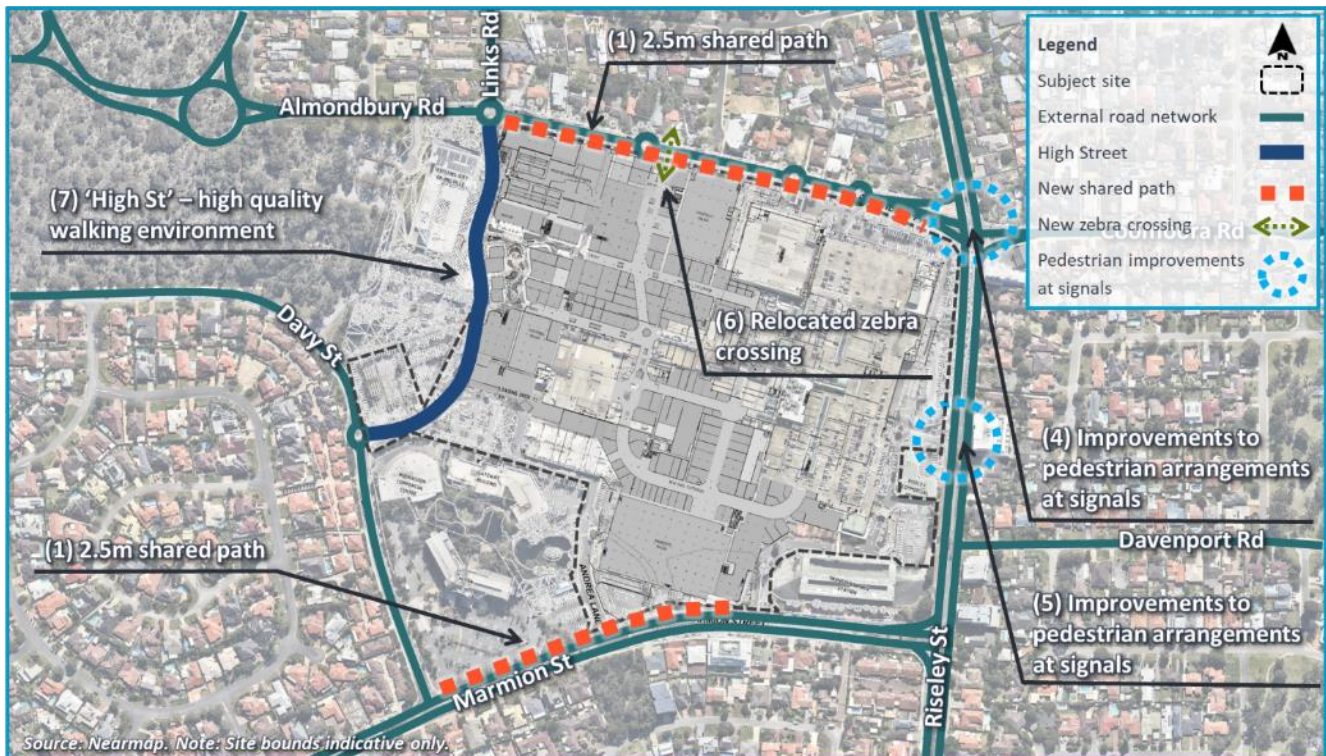 Links Rd
(1) 2.5m shared path
Almondbury Rd
Legend
N
Subject site
External road network
High Street
New shared path
New zebra crossing
Coomoora Rd
Pedestrian improvements
at signals
(7) ‘High St’ – high quality
walking environment
Davy St
(6) Relocated zebra
crossing
(4) Improvements to
pedestrian arrangements
at signals
(1) 2.5m shared path
Davenport Rd
ANDREA LANE
(5) Improvements to
pedestrian arrangements
at signals
Marmion St
Riseley St
Source: Nearmap. Note: Site bounds indicative only.